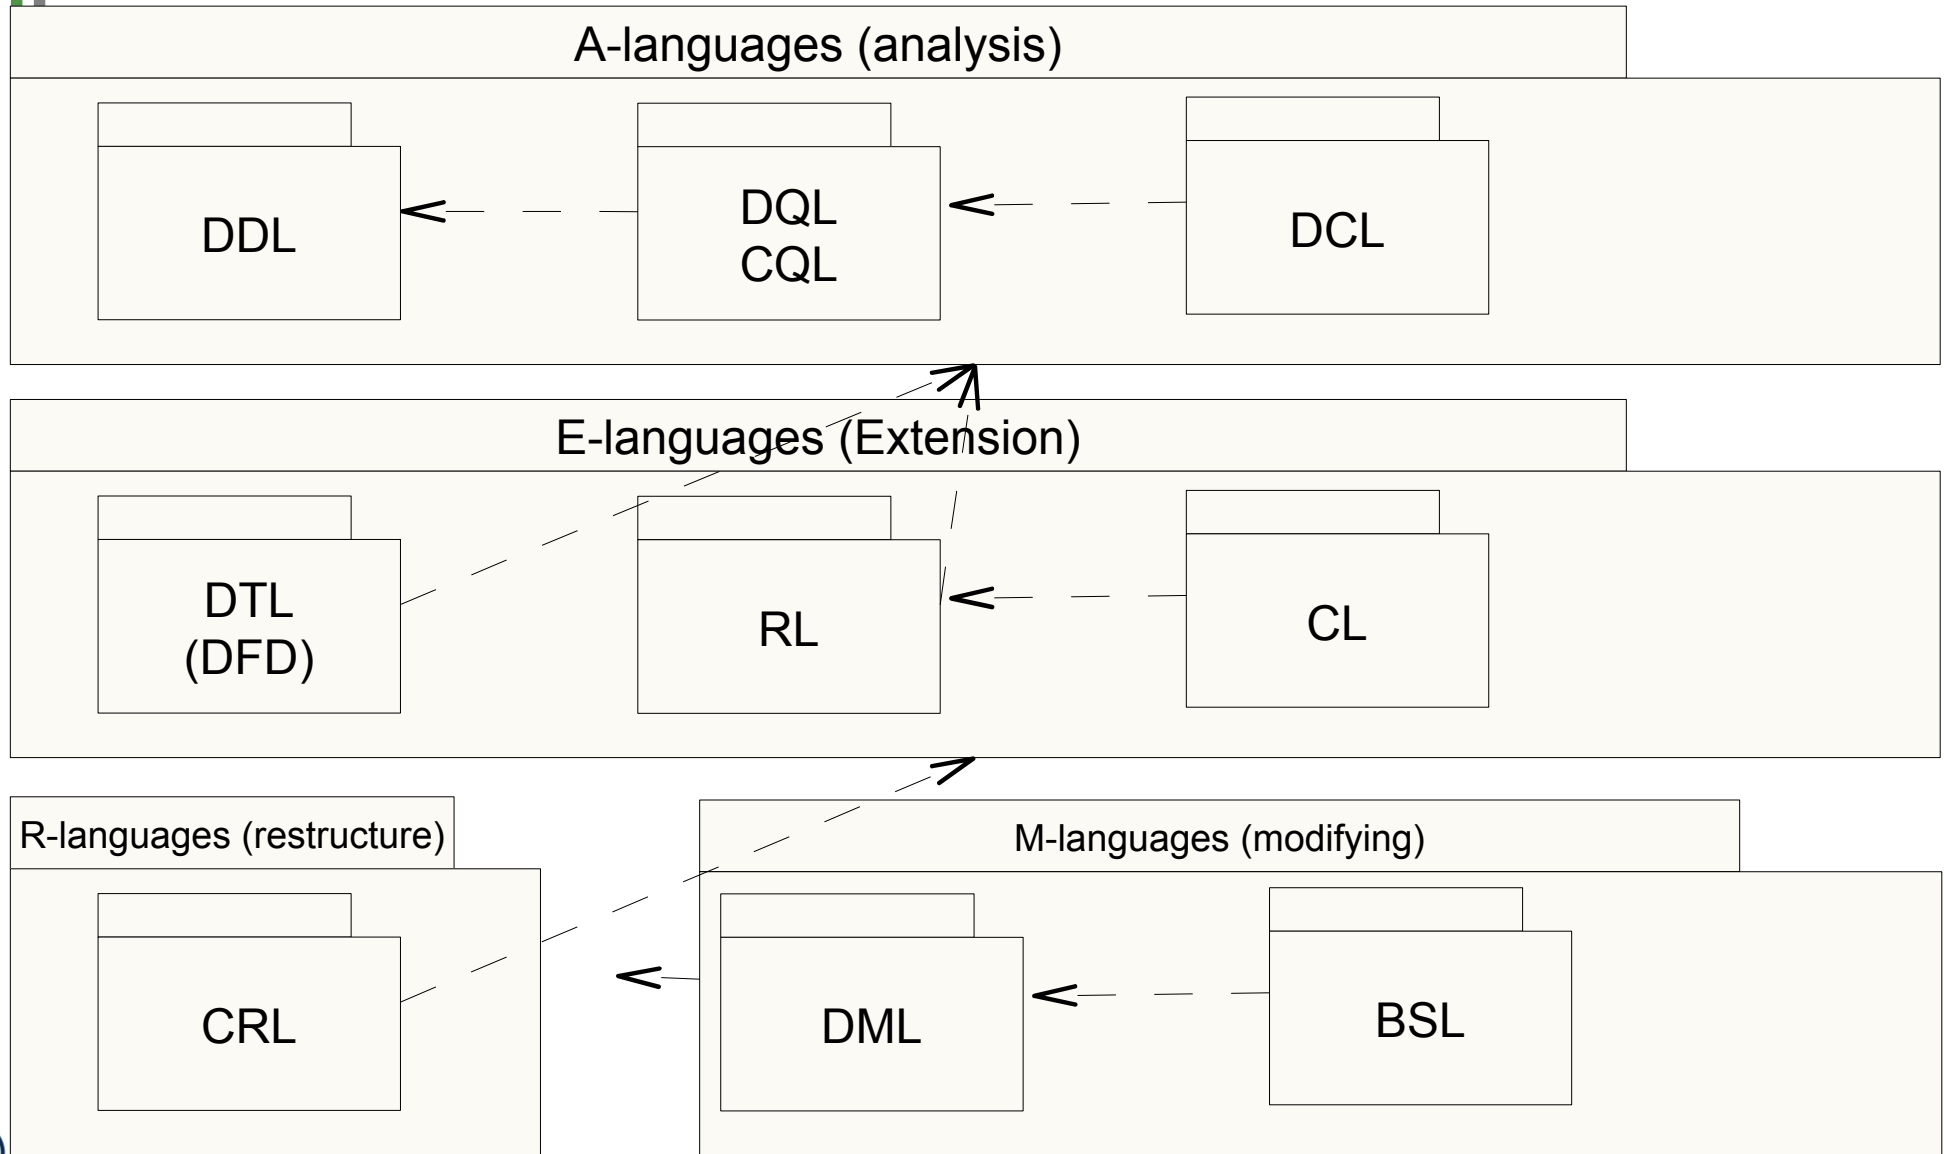 A-languages (analysis)
DDL
DQL
CQL
DCL
E-languages (Extension)
DTL
(DFD)
RL
CL
R-languages (restructure)
M-languages (modifying)
CRL
DML
BSL